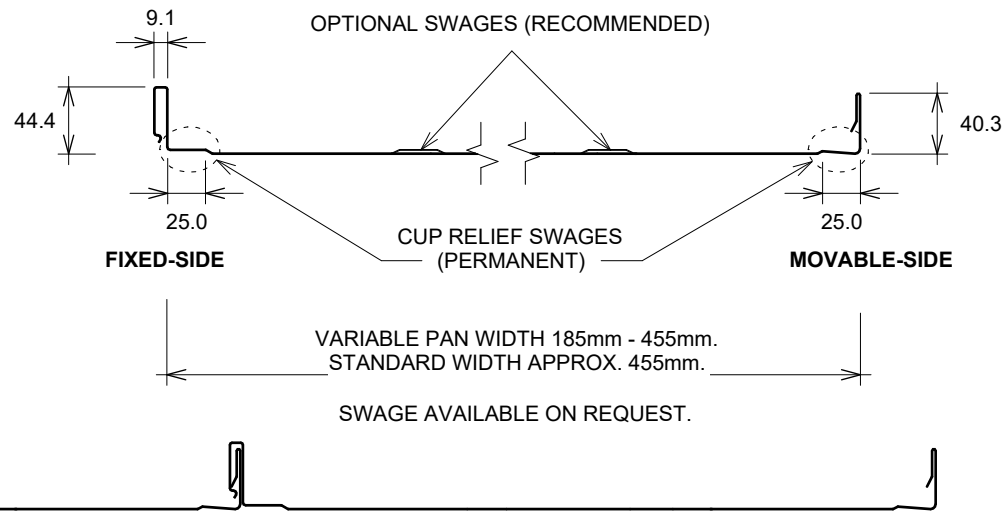 9.1
OPTIONAL SWAGES (RECOMMENDED)
44.4
40.3
25.0
25.0
CUP RELIEF SWAGES
(PERMANENT)
FIXED-SIDE
MOVABLE-SIDE
VARIABLE PAN WIDTH 185mm - 455mm.
STANDARD WIDTH APPROX. 455mm.
SWAGE AVAILABLE ON REQUEST.